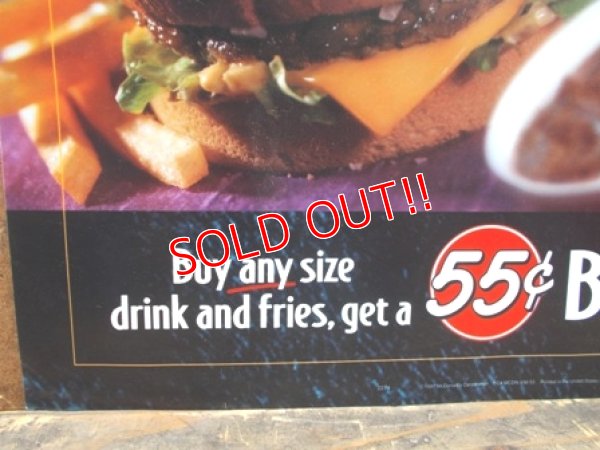 SOLD OUT!!
Buy any size
drink and fries, get a 55¢ B